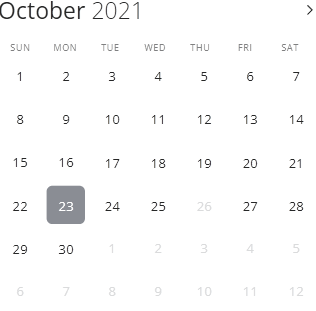 October 2021
SUN MON TUE WED THU FRI SAT
1 2 3 4 5 6 7
8 9 10 11 12 13 14
15 16 17 18 19 20 21
22 23 24 25 26 27 28
29 30 1 2 3 4 5
6 7 8 9 10 11 12